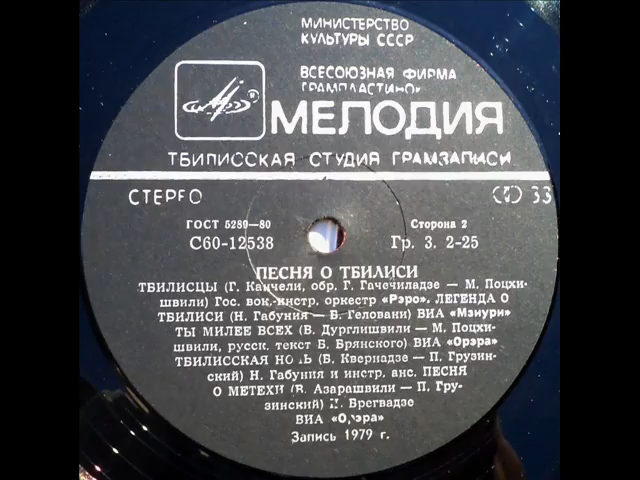 МИНИСТЕРСТВО
КУЛЬТУРЫ СССР
ВСЕСОЮЗНАЯ ФИРМА
ГРАМПЛАСТИНОК
®
МЕЛОДИЯ
ТБИЛИССКАЯ СТУДИЯ ГРАМЗАПИСИ
СТЕРЕО
33
ГОСТ 5289—80
Сторона 2
С60-12538
Гр. 3. 2-25
ПЕСНЯ О ТБИЛИСИ
ТБИЛИСЦЫ (Г. Канчели, обр. Г. Гачечиладзе — М. Поцхи-
швили) Гос. вок.-инстр. оркестр «Рэро». ЛЕГЕНДА О
ТБИЛИСИ (Н. Габуния — Б. Геловани) ВИА «Мзиури»
ТЫ МИЛЕЕ ВСЕХ (В. Дурглишвили — М. Поцхи-
швили, русск. текст Б. Брянского) ВИА «Орэра»
ТБИЛИССКАЯ НОЧЬ (Б. Квернадзе — П. Грузин-
ский) Н. Габуния и инстр. анс. ПЕСНЯ
О МЕТЕХИ (В. Азарашвили — П. Гру-
зинский) Н. Брегвадзе
ВИА «Орэра»
Запись 1979 г.